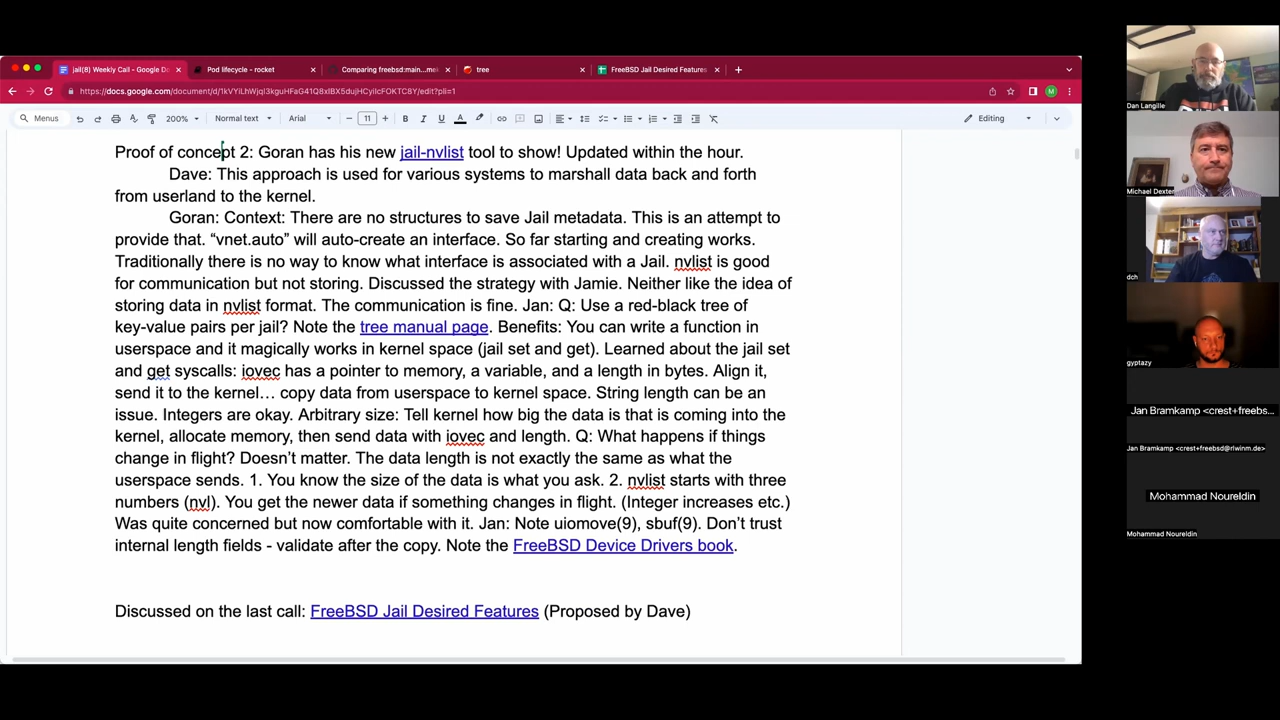 jail(8) Weekly Call - Google Do
Pod lifecycle - rocket
Comparing freebsd:main...mek
tree
FreeBSD Jail Desired Features
https://docs.google.com/document/d/1kVYiLhWjqI3kguHFaG41Q8xIBX5dujHCyIlcFOKTC8Y/edit?pli=1
M
Menus
200%
Normal text
Arial
11
B I U A
Editing
Proof of concept 2: Goran has his new jail-nvlist tool to show! Updated within the hour.
Dave: This approach is used for various systems to marshall data back and forth
from userland to the kernel.
Goran: Context: There are no structures to save Jail metadata. This is an attempt to
provide that. “vnet.auto” will auto-create an interface. So far starting and creating works.
Traditionally there is no way to know what interface is associated with a Jail. nvlist is good
for communication but not storing. Discussed the strategy with Jamie. Neither like the idea of
storing data in nvlist format. The communication is fine. Jan: Q: Use a red-black tree of
key-value pairs per jail? Note the tree manual page. Benefits: You can write a function in
userspace and it magically works in kernel space (jail set and get). Learned about the jail set
and get syscalls: iovec has a pointer to memory, a variable, and a length in bytes. Align it,
send it to the kernel… copy data from userspace to kernel space. String length can be an
issue. Integers are okay. Arbitrary size: Tell kernel how big the data is that is coming into the
kernel, allocate memory, then send data with iovec and length. Q: What happens if things
change in flight? Doesn’t matter. The data length is not exactly the same as what the
userspace sends. 1. You know the size of the data is what you ask. 2. nvlist starts with three
numbers (nvl). You get the newer data if something changes in flight. (Integer increases etc.)
Was quite concerned but now comfortable with it. Jan: Note uiomove(9), sbuf(9). Don’t trust
internal length fields - validate after the copy. Note the FreeBSD Device Drivers book.
Discussed on the last call: FreeBSD Jail Desired Features (Proposed by Dave)
Dan Langille
Michael Dexter
dch
gyptazy
Jan Bramkamp <crest+freebs...
Jan Bramkamp <crest+freebsd@rlwinm.de>
Mohammad Noureldin
Mohammad Noureldin